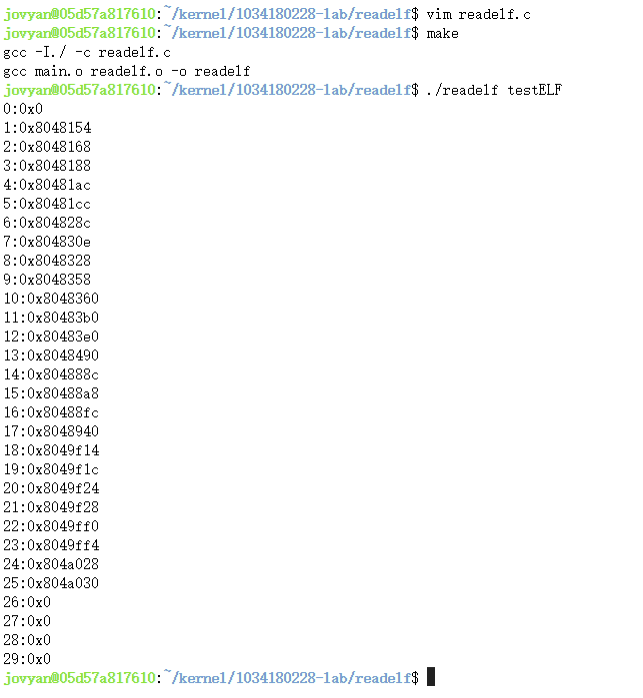 jovyan@05d57a817610:~/kernel/1034180228-lab/readelf$ vim readelf.c
jovyan@05d57a817610:~/kernel/1034180228-lab/readelf$ make
gcc -I./ -c readelf.c
gcc main.o readelf.o -o readelf
jovyan@05d57a817610:~/kernel/1034180228-lab/readelf$ ./readelf testELF
0:0x0
1:0x8048154
2:0x8048168
3:0x8048188
4:0x80481ac
5:0x80481cc
6:0x804828c
7:0x804830e
8:0x8048328
9:0x8048358
10:0x8048360
11:0x80483b0
12:0x80483e0
13:0x8048490
14:0x804888c
15:0x80488a8
16:0x80488fc
17:0x8048940
18:0x8049f14
19:0x8049f1c
20:0x8049f24
21:0x8049f28
22:0x8049ff0
23:0x8049ff4
24:0x804a028
25:0x804a030
26:0x0
27:0x0
28:0x0
29:0x0
jovyan@05d57a817610:~/kernel/1034180228-lab/readelf$